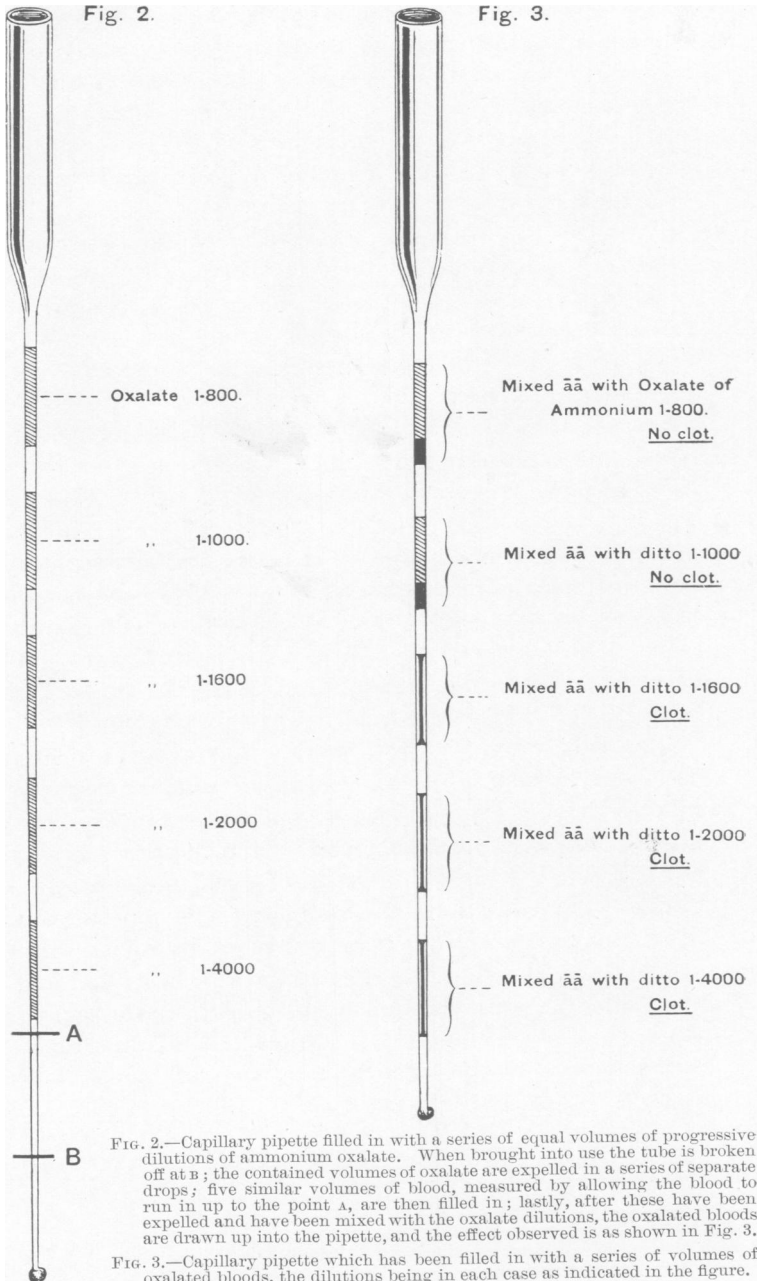 Fig. 2.
Fig. 3.
Oxalate 1-800.
,, 1-1000.
,, 1-1600
,, 1-2000
,, 1-4000
A
B
Mixed āā with Oxalate of
Ammonium 1-800.
No clot.
Mixed āā with ditto 1-1000
No clot.
Mixed āā with ditto 1-1600
Clot.
Mixed āā with ditto 1-2000
Clot.
Mixed āā with ditto 1-4000
Clot.
FIG. 2.—Capillary pipette filled in with a series of equal volumes of progressive
dilutions of ammonium oxalate. When brought into use the tube is broken
off at B; the contained volumes of oxalate are expelled in a series of separate
drops; five similar volumes of blood, measured by allowing the blood to
run in up to the point A, are then filled in; lastly, after these have been
expelled and have been mixed with the oxalate dilutions, the oxalated bloods
are drawn up into the pipette, and the effect observed is as shown in Fig. 3.
FIG. 3.—Capillary pipette which has been filled in with a series of volumes of
oxalated bloods, the dilutions being in each case as indicated in the figure.